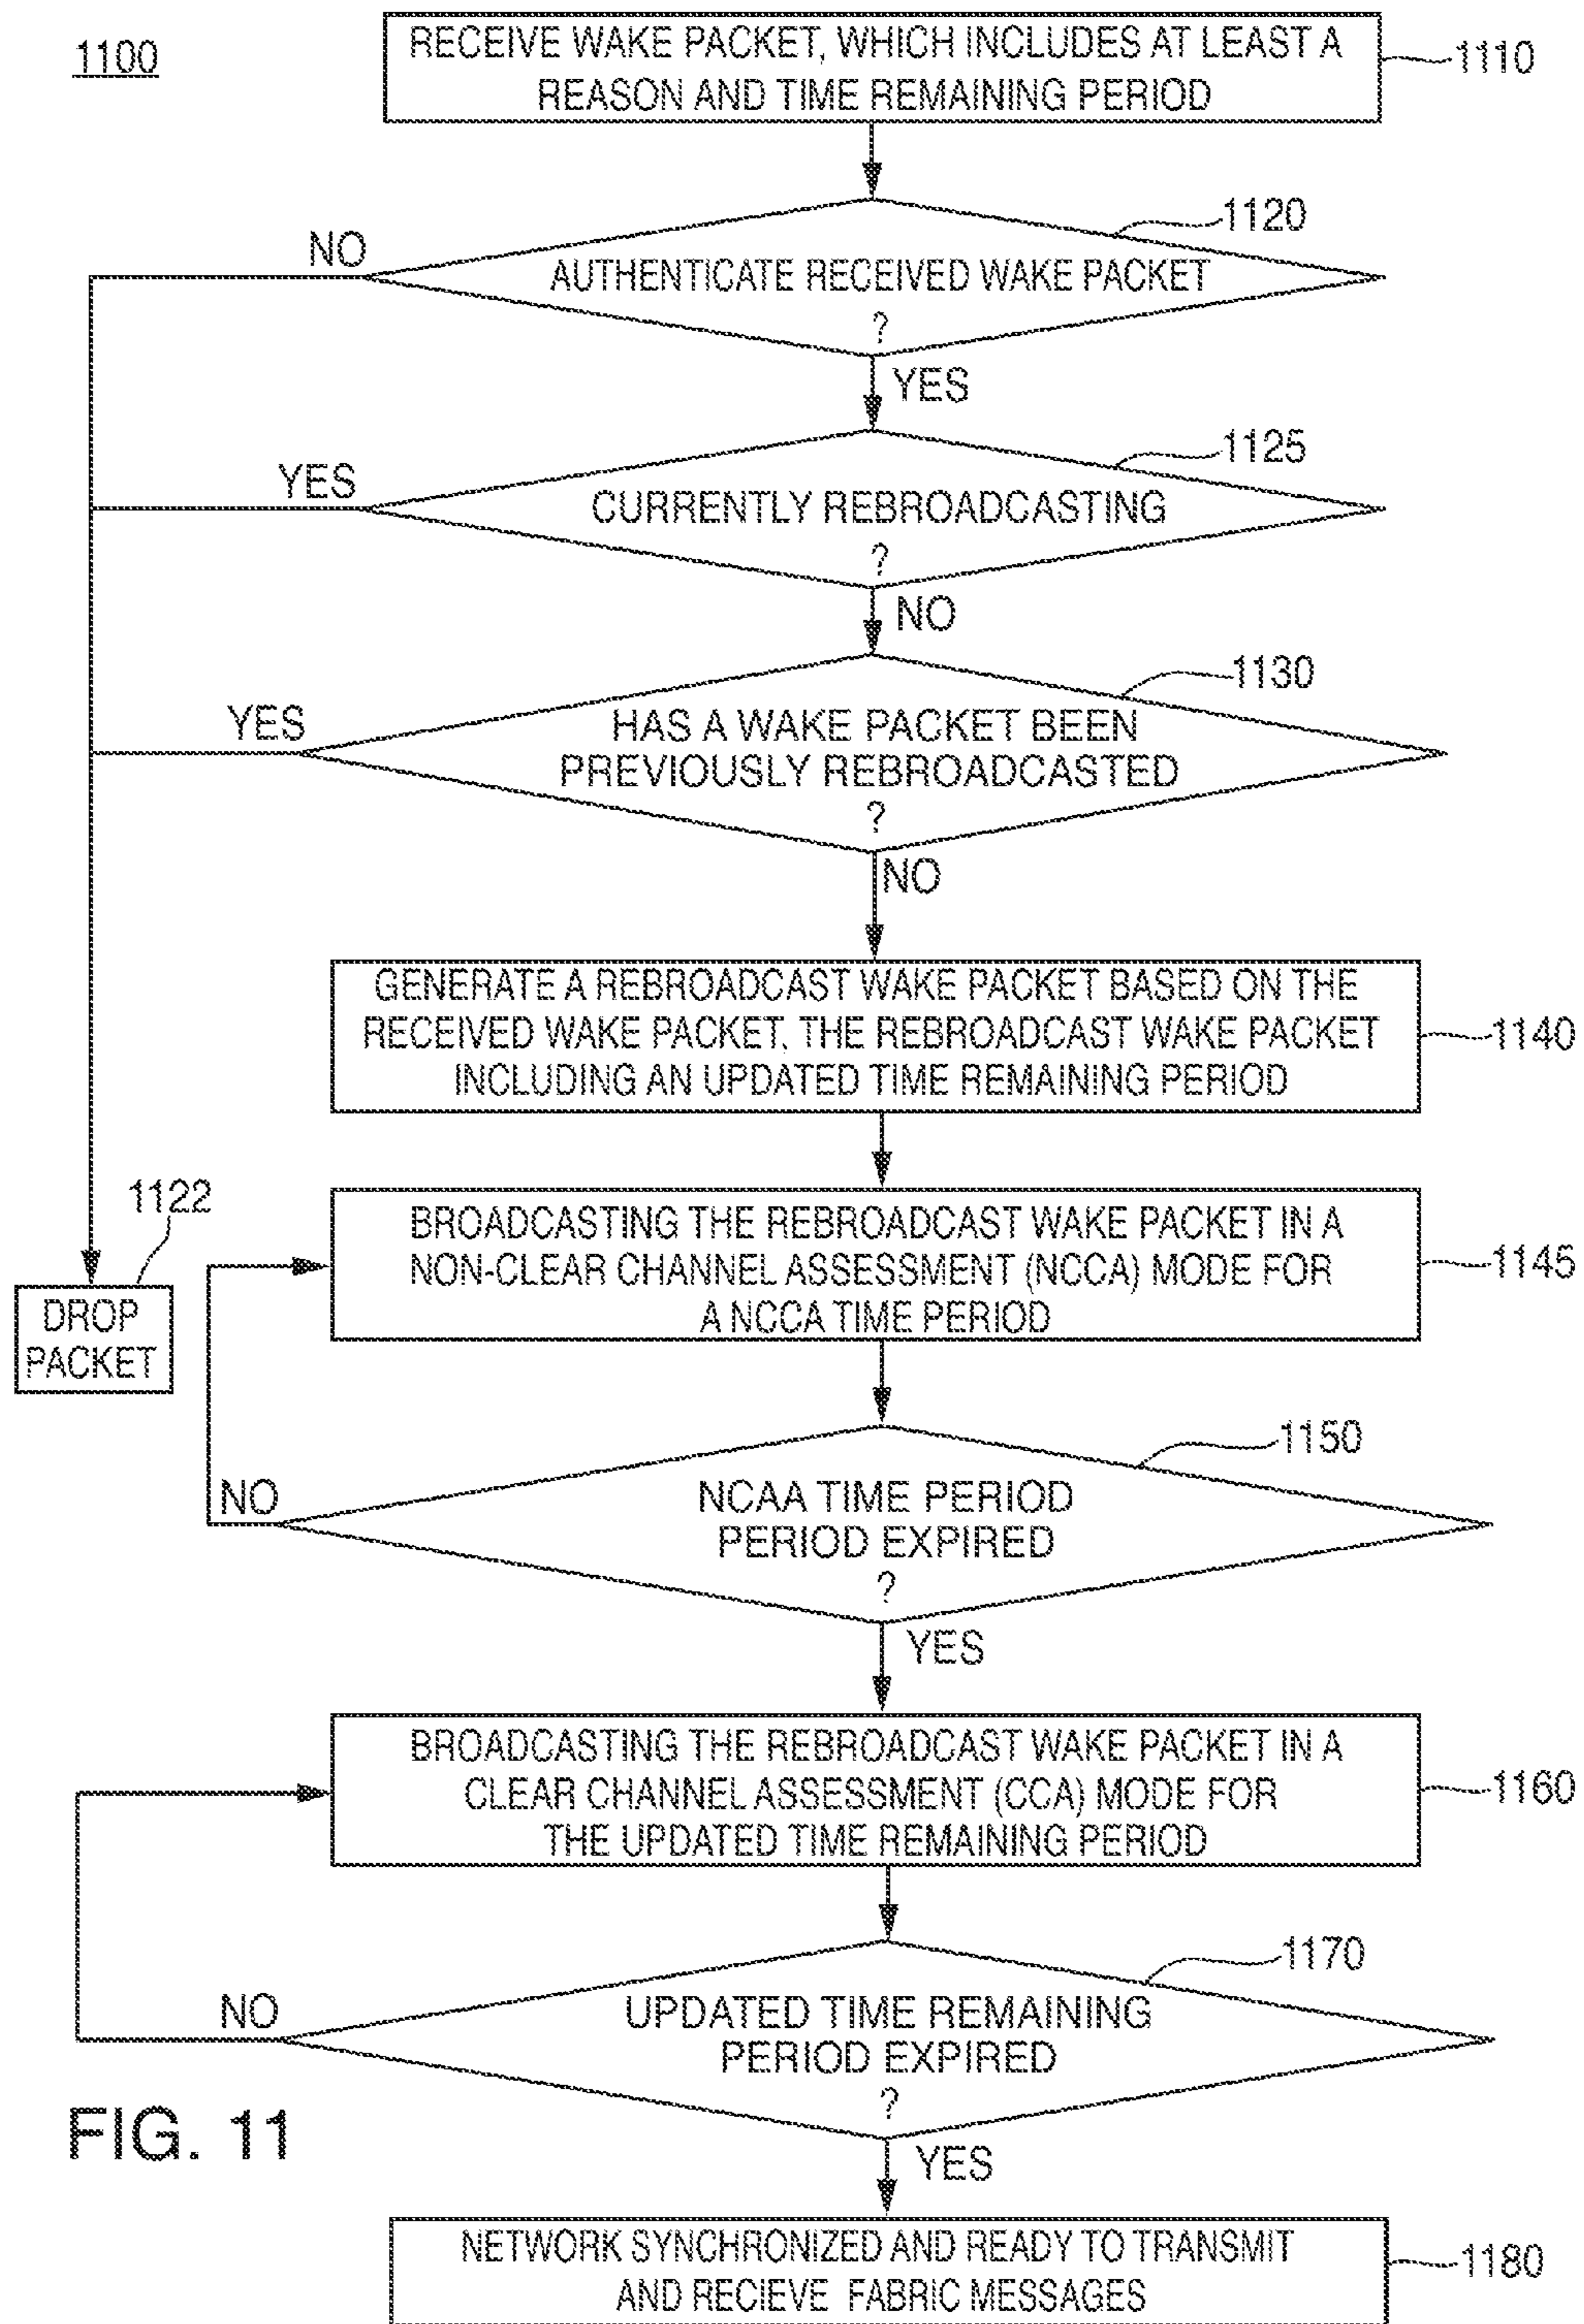 1100
RECEIVE WAKE PACKET, WHICH INCLUDES AT LEAST A
REASON AND TIME REMAINING PERIOD
1110
1120
NO
AUTHENTICATE RECEIVED WAKE PACKET
?
YES
1125
YES
CURRENTLY REBROADCASTING
?
NO
1130
YES
HAS A WAKE PACKET BEEN
PREVIOUSLY REBROADCASTED
?
NO
GENERATE A REBROADCAST WAKE PACKET BASED ON THE
RECEIVED WAKE PACKET, THE REBROADCAST WAKE PACKET
INCLUDING AN UPDATED TIME REMAINING PERIOD
1140
1122
DROP
PACKET
BROADCASTING THE REBROADCAST WAKE PACKET IN A
NON-CLEAR CHANNEL ASSESSMENT (NCCA) MODE FOR
A NCCA TIME PERIOD
1145
1150
NO
NCAA TIME PERIOD
PERIOD EXPIRED
?
YES
BROADCASTING THE REBROADCAST WAKE PACKET IN A
CLEAR CHANNEL ASSESSMENT (CCA) MODE FOR
THE UPDATED TIME REMAINING PERIOD
1160
1170
NO
UPDATED TIME REMAINING
PERIOD EXPIRED
?
FIG. 11
YES
NETWORK SYNCHRONIZED AND READY TO TRANSMIT
AND RECIEVE FABRIC MESSAGES
1180